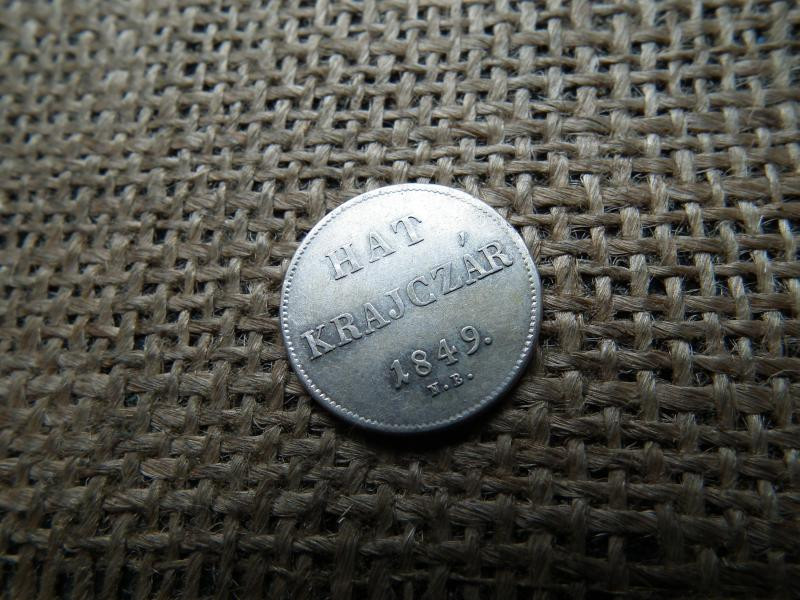 HAT
KRAJCZÁR
1849.
N.B.